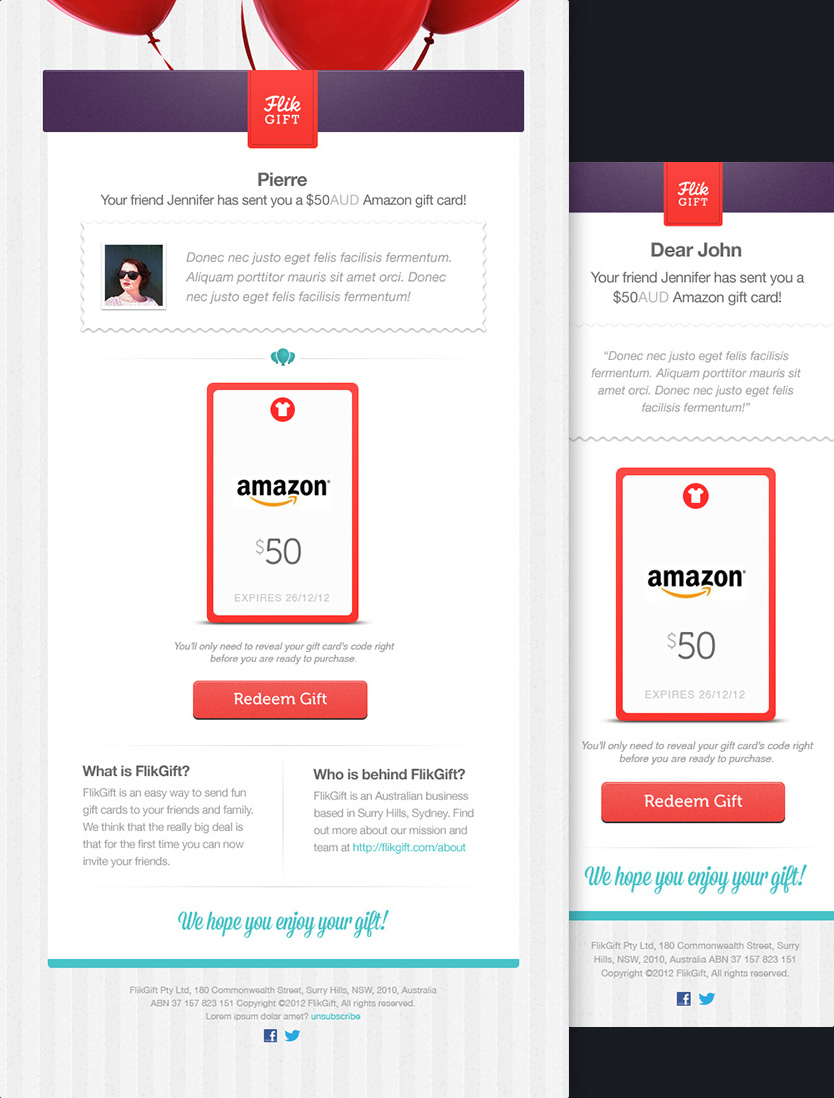 Flik
GIFT
Pierre
Your friend Jennifer has sent you a $50AUD Amazon gift card!
Donec nec justo eget felis facilisis fermentum.
Aliquam porttitor mauris sit amet orci. Donec
nec justo eget felis facilisis fermentum!
amazon
$50
EXPIRES 26/12/12
You'll only need to reveal your gift card's code right
before you are ready to purchase.
Redeem Gift
What is FlikGift?
FlikGift is an easy way to send fun
gift cards to your friends and family.
We think that the really big deal is
that for the first time you can now
invite your friends.
Who is behind FlikGift?
FlikGift is an Australian business
based in Surry Hills, Sydney. Find
out more about our mission and
team at http://flikgift.com/about
We hope you enjoy your gift!
FlikGift Pty Ltd, 180 Commonwealth Street, Surry Hills, NSW, 2010, Australia
ABN 37 157 823 151 Copyright ©2012 FlikGift, All rights reserved.
Lorem ipsum dolar amet? unsubscribe
Flik
GIFT
Dear John
Your friend Jennifer has sent you a
$50AUD Amazon gift card!
“Donec nec justo eget felis facilisis
fermentum. Aliquam porttitor mauris sit
amet orci. Donec nec justo eget felis
facilisis fermentum!”
amazon
$50
EXPIRES 26/12/12
You'll only need to reveal your gift card's code right
before you are ready to purchase.
Redeem Gift
We hope you enjoy your gift!
FlikGift Pty Ltd, 180 Commonwealth Street, Surry
Hills, NSW, 2010, Australia ABN 37 157 823 151
Copyright ©2012 FlikGift, All rights reserved.